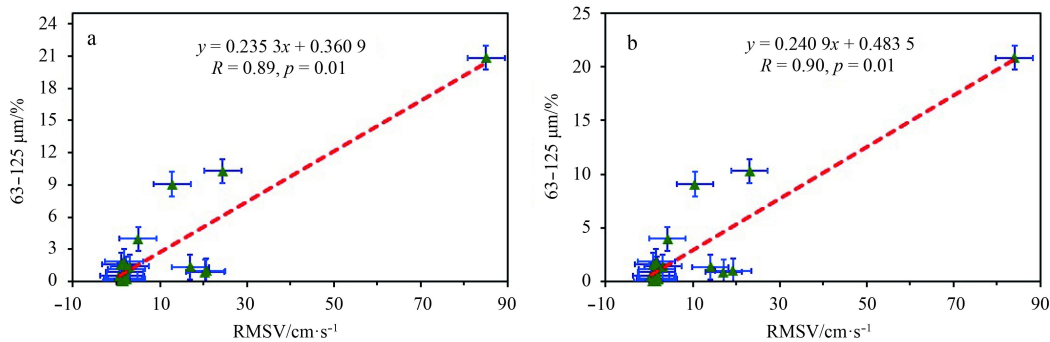 a
y = 0.235 3x + 0.360 9
R = 0.89, p = 0.01
63–125 μm/%
24
21
18
15
12
9
6
3
0
–10
10
30
50
70
90
RMSV/cm·s⁻¹
b
y = 0.240 9x + 0.483 5
R = 0.90, p = 0.01
63–125 μm/%
25
20
15
10
5
0
–10
10
30
50
70
90
RMSV/cm·s⁻¹